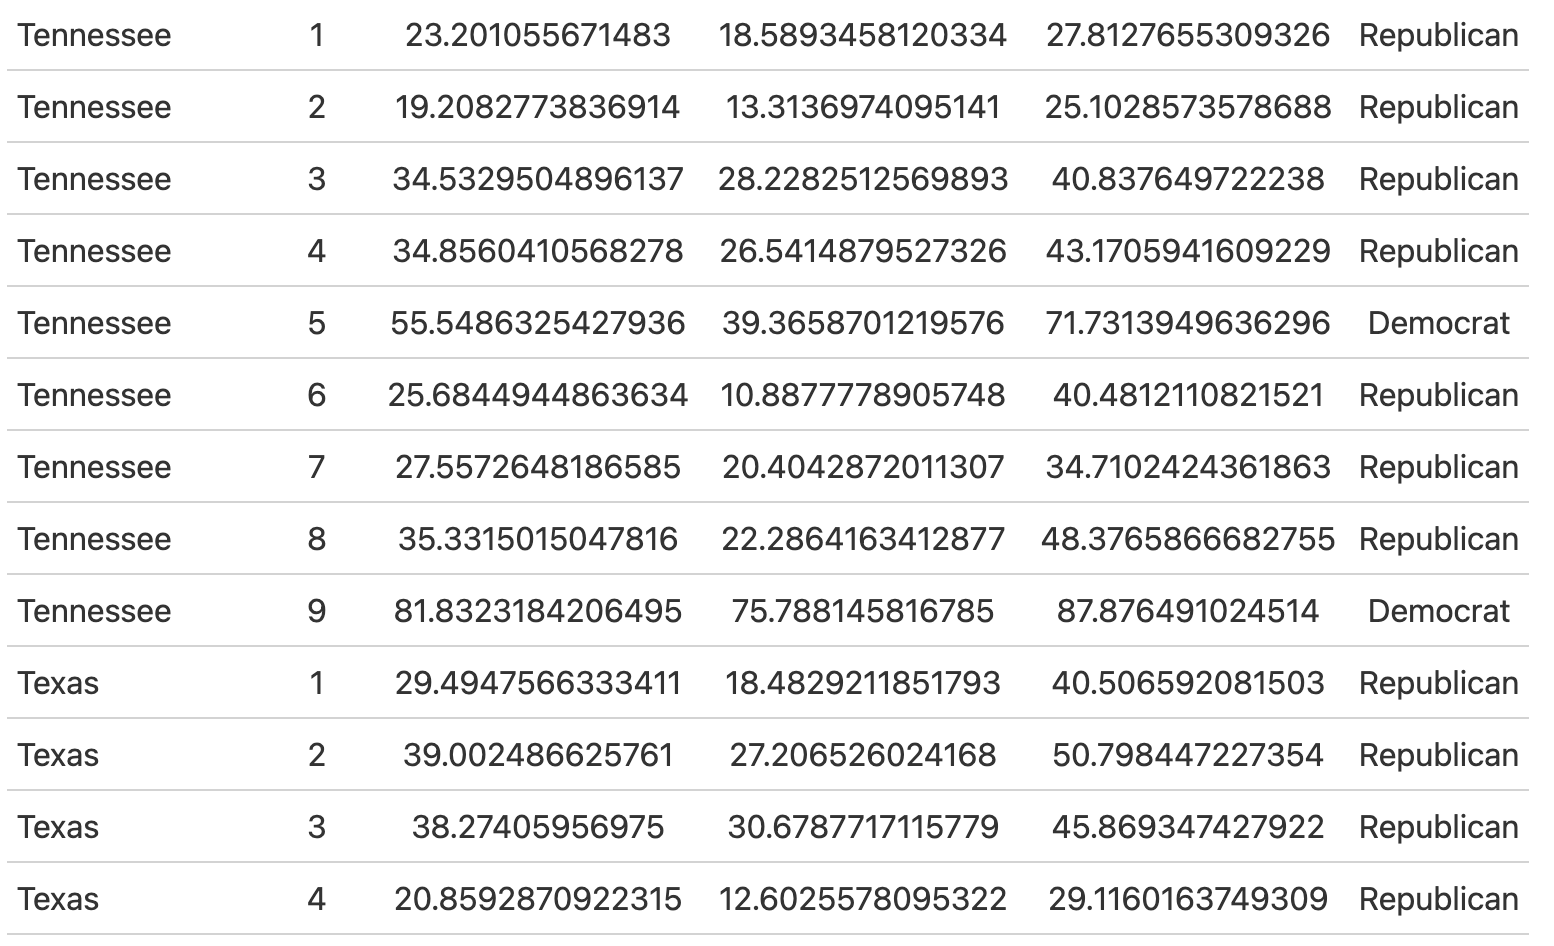 Tennessee 1 23.201055671483 18.5893458120334 27.8127655309326 Republican
Tennessee 2 19.2082773836914 13.3136974095141 25.1028573578688 Republican
Tennessee 3 34.5329504896137 28.2282512569893 40.837649722238 Republican
Tennessee 4 34.8560410568278 26.5414879527326 43.1705941609229 Republican
Tennessee 5 55.5486325427936 39.3658701219576 71.7313949636296 Democrat
Tennessee 6 25.6844944863634 10.8877778905748 40.4812110821521 Republican
Tennessee 7 27.5572648186585 20.4042872011307 34.7102424361863 Republican
Tennessee 8 35.3315015047816 22.2864163412877 48.3765866682755 Republican
Tennessee 9 81.8323184206495 75.788145816785 87.876491024514 Democrat
Texas 1 29.4947566333411 18.4829211851793 40.506592081503 Republican
Texas 2 39.002486625761 27.206526024168 50.798447227354 Republican
Texas 3 38.27405956975 30.6787717115779 45.869347427922 Republican
Texas 4 20.8592870922315 12.6025578095322 29.1160163749309 Republican